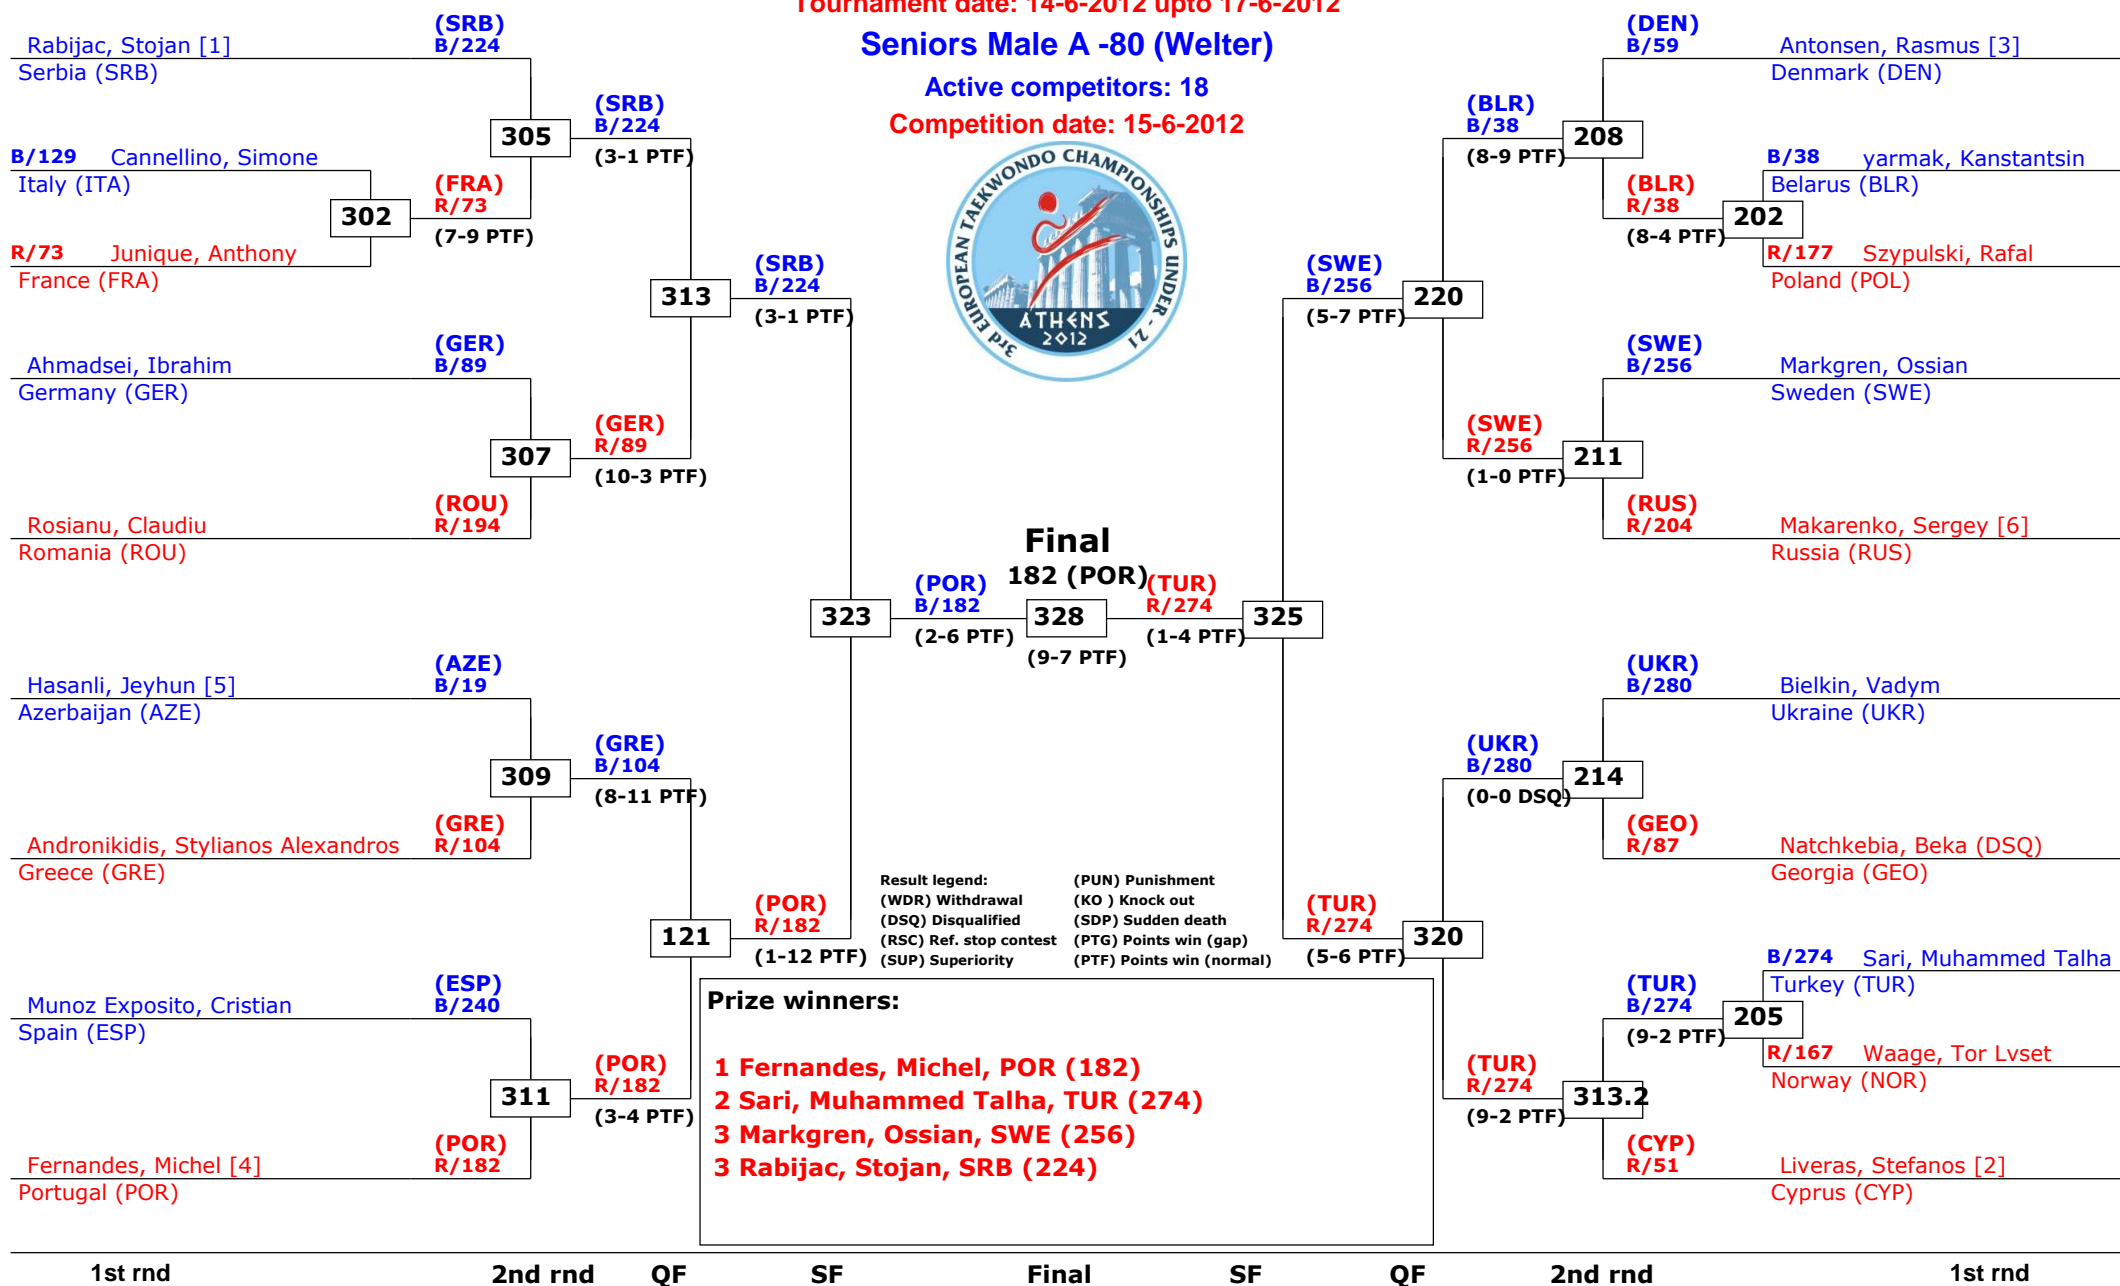 Tournament date: 14-6-2012 upto 17-6-2012
Seniors Male A -80 (Welter)
Active competitors: 18
Competition date: 15-6-2012
3rd EUROPEAN TAEKWONDO CHAMPIONSHIPS UNDER - 21
ATHENS
2012
(SRB)
Rabijac, Stojan [1] B/224
Serbia (SRB)
(SRB)
B/224
305
(3-1 PTF)
B/129 Cannellino, Simone
Italy (ITA)
302
(FRA)
R/73
(7-9 PTF)
R/73 Junique, Anthony
France (FRA)
313
(SRB)
B/224
(3-1 PTF)
(GER)
Ahmadsei, Ibrahim B/89
Germany (GER)
(GER)
R/89
307
(10-3 PTF)
(ROU)
Rosianu, Claudiu R/194
Romania (ROU)
323
(POR)
B/182
(2-6 PTF)
(AZE)
Hasanli, Jeyhun [5] B/19
Azerbaijan (AZE)
(GRE)
B/104
309
(8-11 PTF)
(GRE)
Andronikidis, Stylianos Alexandros R/104
Greece (GRE)
121
(POR)
R/182
(1-12 PTF)
(ESP)
Munoz Exposito, Cristian B/240
Spain (ESP)
(POR)
R/182
311
(3-4 PTF)
(POR)
Fernandes, Michel [4] R/182
Portugal (POR)
Final
182 (POR)
328
(9-7 PTF)
(TUR)
R/274
325
(1-4 PTF)
(DEN)
B/59 Antonsen, Rasmus [3]
Denmark (DEN)
(BLR)
B/38
208
(8-9 PTF)
B/38 yarmak, Kanstantsin
Belarus (BLR)
(BLR)
R/38
202
(8-4 PTF)
R/177 Szypulski, Rafal
Poland (POL)
(SWE)
B/256
220
(5-7 PTF)
(SWE)
B/256 Markgren, Ossian
Sweden (SWE)
(SWE)
R/256
211
(1-0 PTF)
(RUS)
R/204 Makarenko, Sergey [6]
Russia (RUS)
(UKR)
B/280 Bielkin, Vadym
Ukraine (UKR)
(UKR)
B/280
214
(0-0 DSQ)
(GEO)
R/87 Natchkebia, Beka (DSQ)
Georgia (GEO)
(TUR)
R/274
320
(5-6 PTF)
B/274 Sari, Muhammed Talha
Turkey (TUR)
(TUR)
B/274
205
(9-2 PTF)
R/167 Waage, Tor Lvset
Norway (NOR)
(TUR)
R/274
313.2
(9-2 PTF)
(CYP)
R/51 Liveras, Stefanos [2]
Cyprus (CYP)
Result legend: (PUN) Punishment
(WDR) Withdrawal (KO ) Knock out
(DSQ) Disqualified (SDP) Sudden death
(RSC) Ref. stop contest (PTG) Points win (gap)
(SUP) Superiority (PTF) Points win (normal)
Prize winners:
1 Fernandes, Michel, POR (182)
2 Sari, Muhammed Talha, TUR (274)
3 Markgren, Ossian, SWE (256)
3 Rabijac, Stojan, SRB (224)
1st rnd 2nd rnd QF SF Final SF QF 2nd rnd 1st rnd